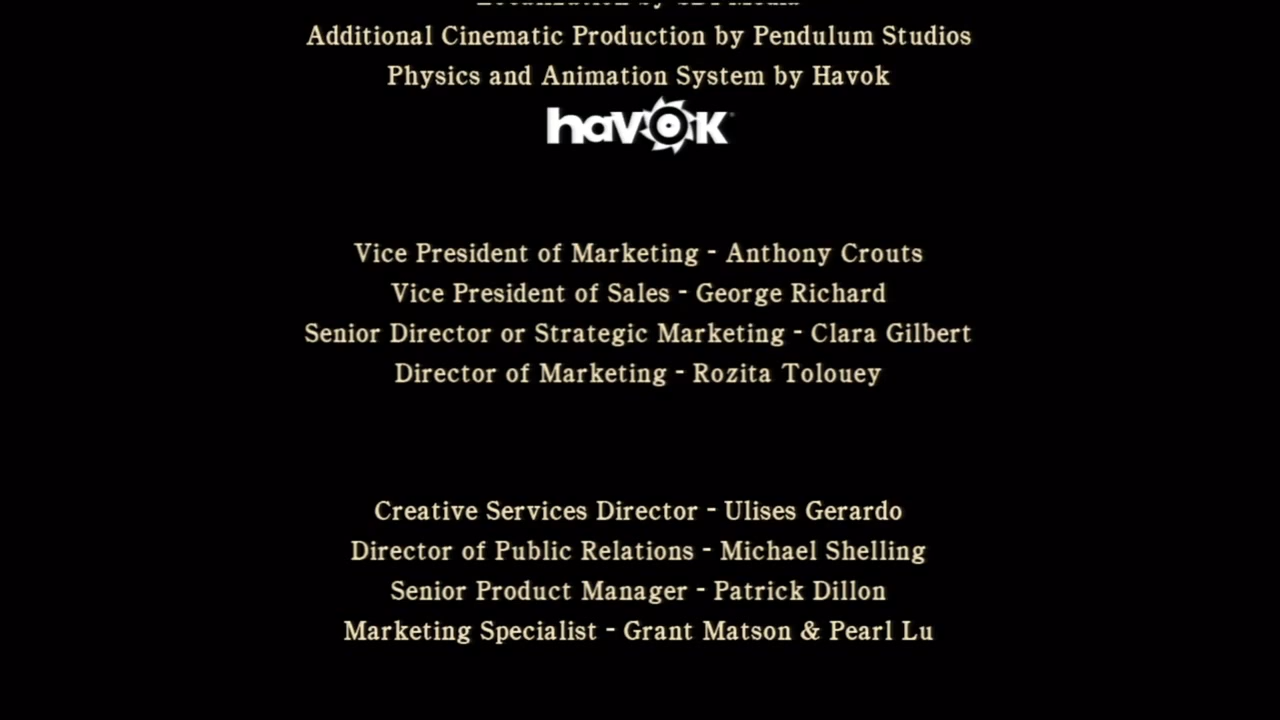 Additional Cinematic Production by Pendulum Studios
Physics and Animation System by Havok
havok
Vice President of Marketing - Anthony Crouts
Vice President of Sales - George Richard
Senior Director or Strategic Marketing - Clara Gilbert
Director of Marketing - Rozita Tolouey
Creative Services Director - Ulises Gerardo
Director of Public Relations - Michael Shelling
Senior Product Manager - Patrick Dillon
Marketing Specialist - Grant Matson & Pearl Lu